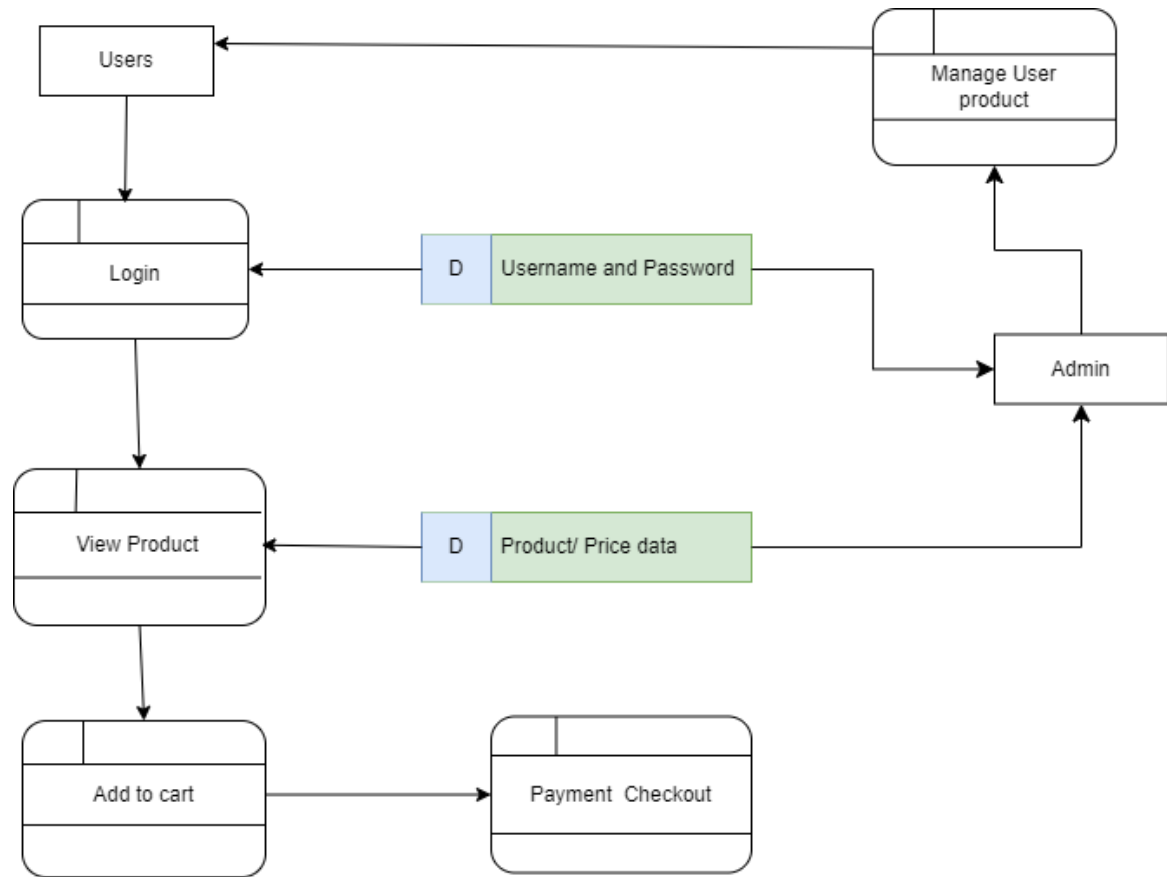 Users
Manage User
product
Login
D
Username and Password
Admin
View Product
D
Product/ Price data
Add to cart
Payment  Checkout